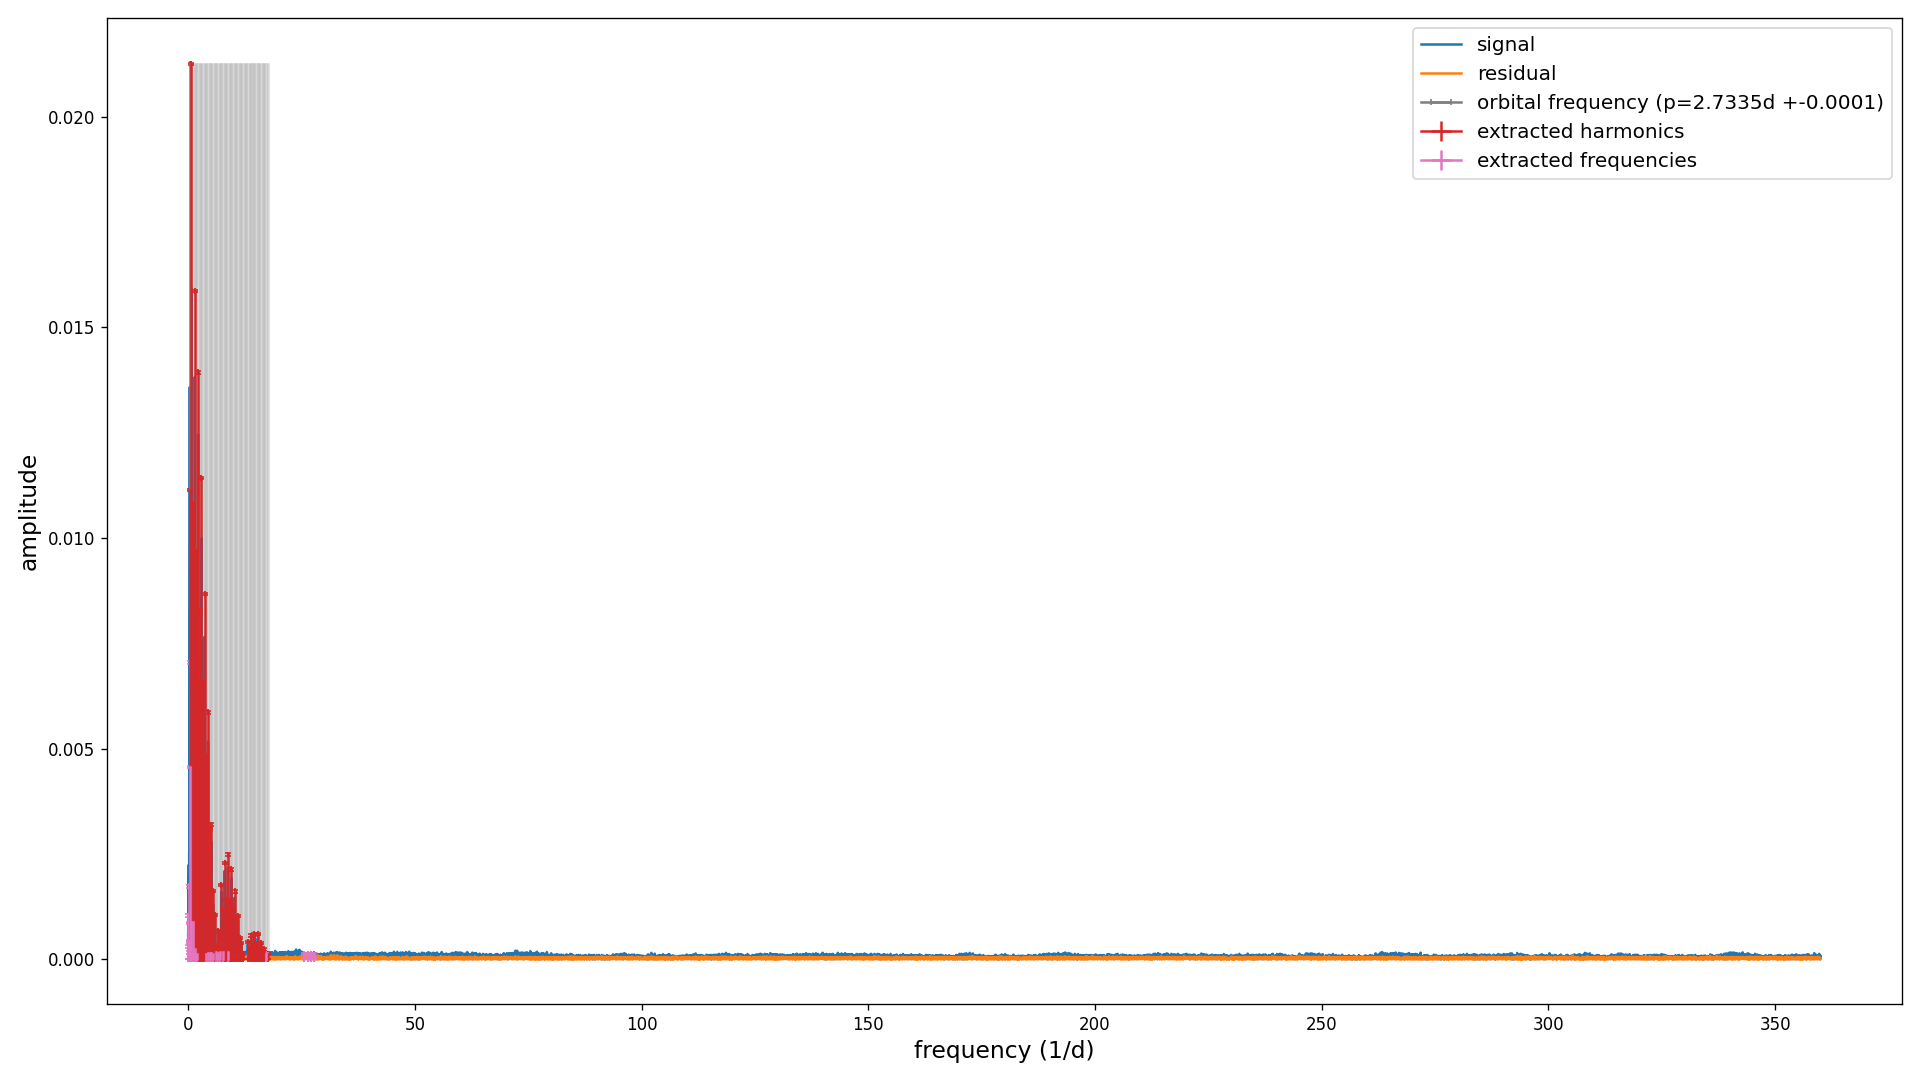 signal
residual
orbital frequency (p=2.7335d +-0.0001)
extracted harmonics
extracted frequencies
amplitude
0.020
0.015
0.010
0.005
0.000
0 50 100 150 200 250 300 350
frequency (1/d)